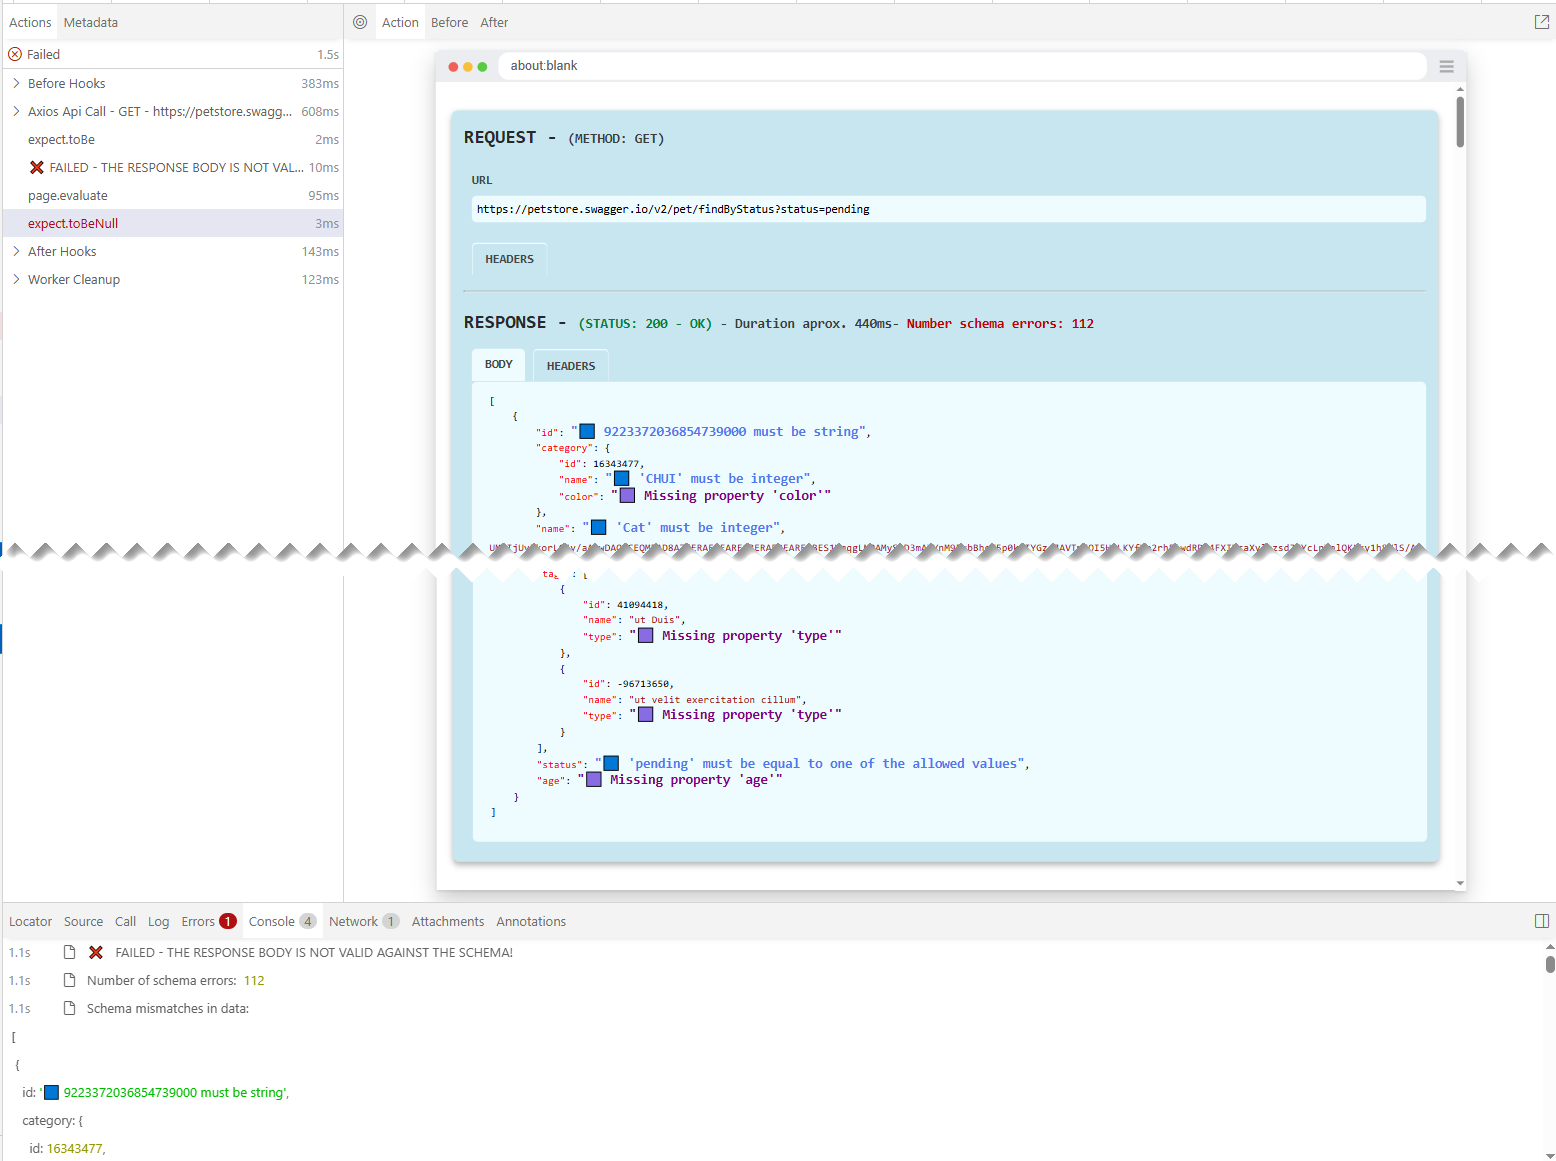 Actions Metadata
Failed 1.5s
Before Hooks 383ms
Axios Api Call - GET - https://petstore.swagg... 608ms
expect.toBe 2ms
❌ FAILED - THE RESPONSE BODY IS NOT VAL... 10ms
page.evaluate 95ms
expect.toBeNull 3ms
After Hooks 143ms
Worker Cleanup 123ms
Action Before After
about:blank
REQUEST - (METHOD: GET)
URL
https://petstore.swagger.io/v2/pet/findByStatus?status=pending
HEADERS
RESPONSE - (STATUS: 200 - OK) - Duration aprox. 440ms- Number schema errors: 112
BODY HEADERS
[
{
"id": "🟦 9223372036854739000 must be string",
"category": {
"id": 16343477,
"name": "🟦 'CHUI' must be integer",
"color": "🟪 Missing property 'color'"
},
"name": "🟦 'Cat' must be integer",
{
"id": 41094418,
"name": "ut Duis",
"type": "🟪 Missing property 'type'"
},
{
"id": -96713650,
"name": "ut velit exercitation cillum",
"type": "🟪 Missing property 'type'"
}
],
"status": "🟦 'pending' must be equal to one of the allowed values",
"age": "🟪 Missing property 'age'"
}
]
Locator Source Call Log Errors 1 Console 4 Network 1 Attachments Annotations
1.1s ❌ FAILED - THE RESPONSE BODY IS NOT VALID AGAINST THE SCHEMA!
1.1s Number of schema errors: 112
1.1s Schema mismatches in data:
[
{
id: '🟦 9223372036854739000 must be string',
category: {
id: 16343477,